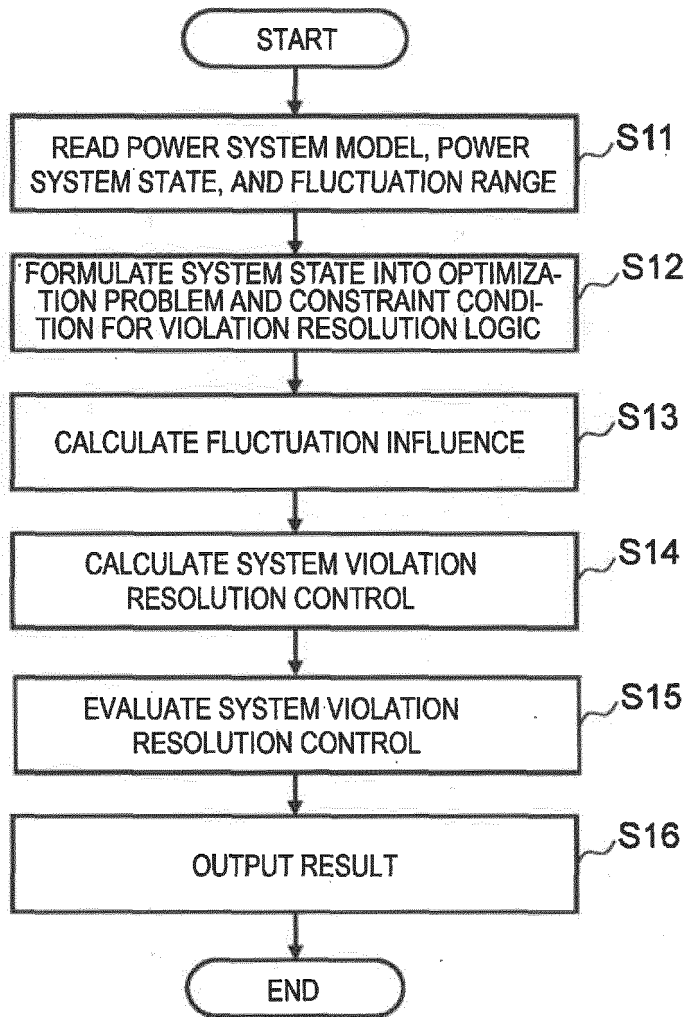 START
READ POWER SYSTEM MODEL, POWER
SYSTEM STATE, AND FLUCTUATION RANGE
S11
FORMULATE SYSTEM STATE INTO OPTIMIZA-
TION PROBLEM AND CONSTRAINT CONDI-
TION FOR VIOLATION RESOLUTION LOGIC
S12
CALCULATE FLUCTUATION INFLUENCE
S13
CALCULATE SYSTEM VIOLATION
RESOLUTION CONTROL
S14
EVALUATE SYSTEM VIOLATION
RESOLUTION CONTROL
S15
OUTPUT RESULT
S16
END